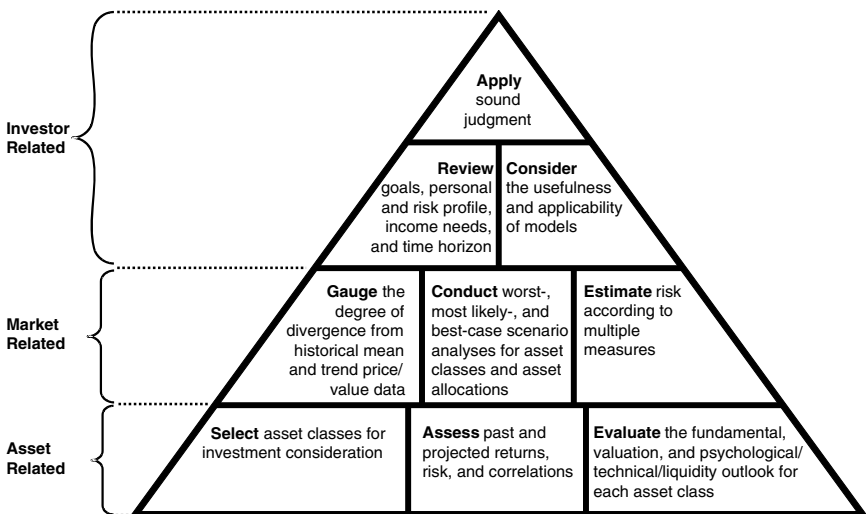 Apply
sound
judgment
Investor
Related
Review
goals, personal
and risk profile,
income needs,
and time horizon
Consider
the usefulness
and applicability
of models
Market
Related
Gauge the
degree of
divergence from
historical mean
and trend price/
value data
Conduct worst-,
most likely-, and
best-case scenario
analyses for asset
classes and asset
allocations
Estimate risk
according to
multiple
measures
Asset
Related
Select asset classes for
investment consideration
Assess past and
projected returns,
risk, and correlations
Evaluate the fundamental,
valuation, and psychological/
technical/liquidity outlook for
each asset class